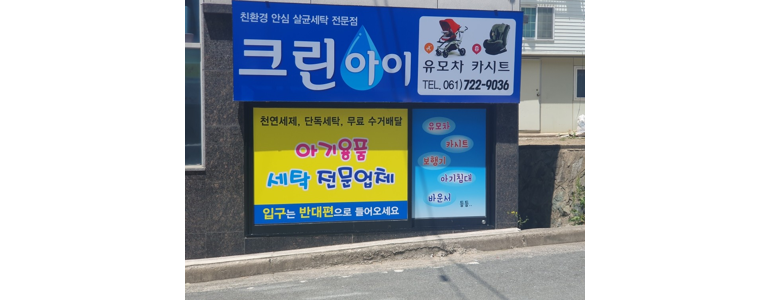 친환경 안심 살균세탁 전문점
크린아이
유모차 카시트
TEL. 061) 722-9036
천연세제, 단독세탁, 무료 수거배달
아기용품
세탁 전문업체
입구는 반대편으로 들어오세요
유모차
카시트
보행기
아기침대
바운서 등등..